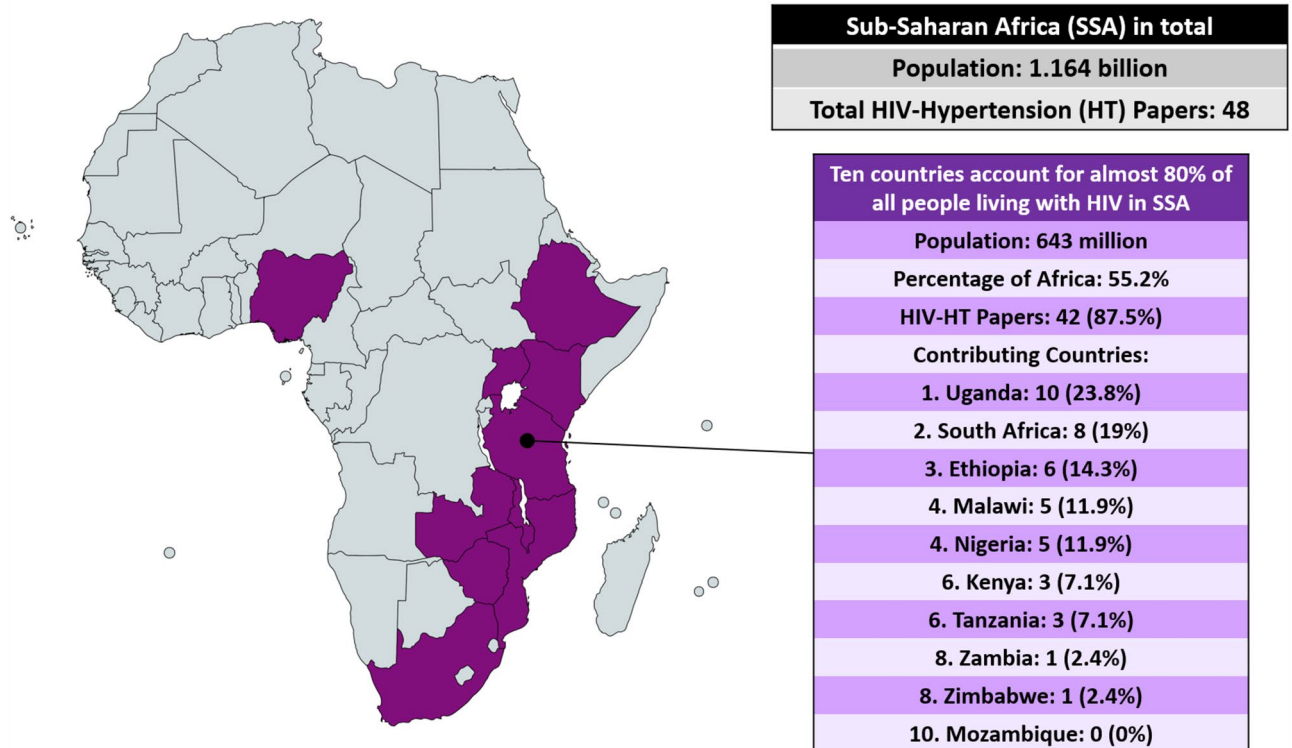 Sub-Saharan Africa (SSA) in total
Population: 1.164 billion
Total HIV-Hypertension (HT) Papers: 48
Ten countries account for almost 80% of
all people living with HIV in SSA
Population: 643 million
Percentage of Africa: 55.2%
HIV-HT Papers: 42 (87.5%)
Contributing Countries:
1. Uganda: 10 (23.8%)
2. South Africa: 8 (19%)
3. Ethiopia: 6 (14.3%)
4. Malawi: 5 (11.9%)
4. Nigeria: 5 (11.9%)
6. Kenya: 3 (7.1%)
6. Tanzania: 3 (7.1%)
8. Zambia: 1 (2.4%)
8. Zimbabwe: 1 (2.4%)
10. Mozambique: 0 (0%)